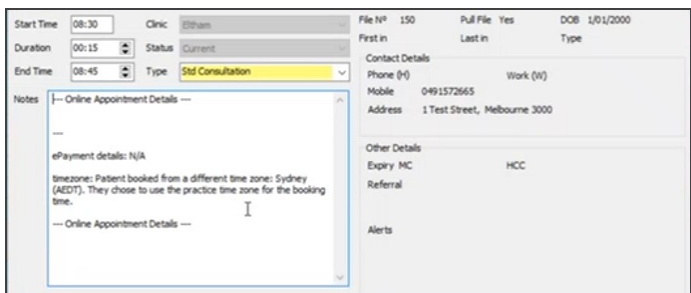 Start Time 08:30 Clinic Eltham
Duration 00:15 Status Current
End Time 08:45 Type Std Consultation
Notes --- Online Appointment Details ---
---
ePayment details: N/A
timezone: Patient booked from a different time zone: Sydney
(AEDT). They chose to use the practice time zone for the booking
time.
--- Online Appointment Details ---
File Nº 150 Pull File Yes DOB 1/01/2000
First in Last in Type
Contact Details
Phone (H) Work (W)
Mobile 0491572665
Address 1 Test Street, Melbourne 3000
Other Details
Expiry MC HCC
Referral
Alerts